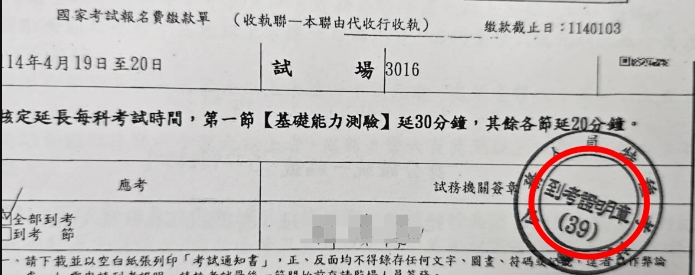 國家考試報名費繳款單 (收執聯—本聯由代收行收執) 繳款截止日:1140103
114年4月19日至20日 試場 3016
核定延長每科考試時間,第一節【基礎能力測驗】延30分鐘,其餘各節延20分鐘。
應考 試務機關簽章
到考證明章
(39)
全部到考
到考 節
一、請下載並以空白紙張列印「考試通知書」,正、反面均不得錄存任何文字、圖畫、符碼或記號,違者